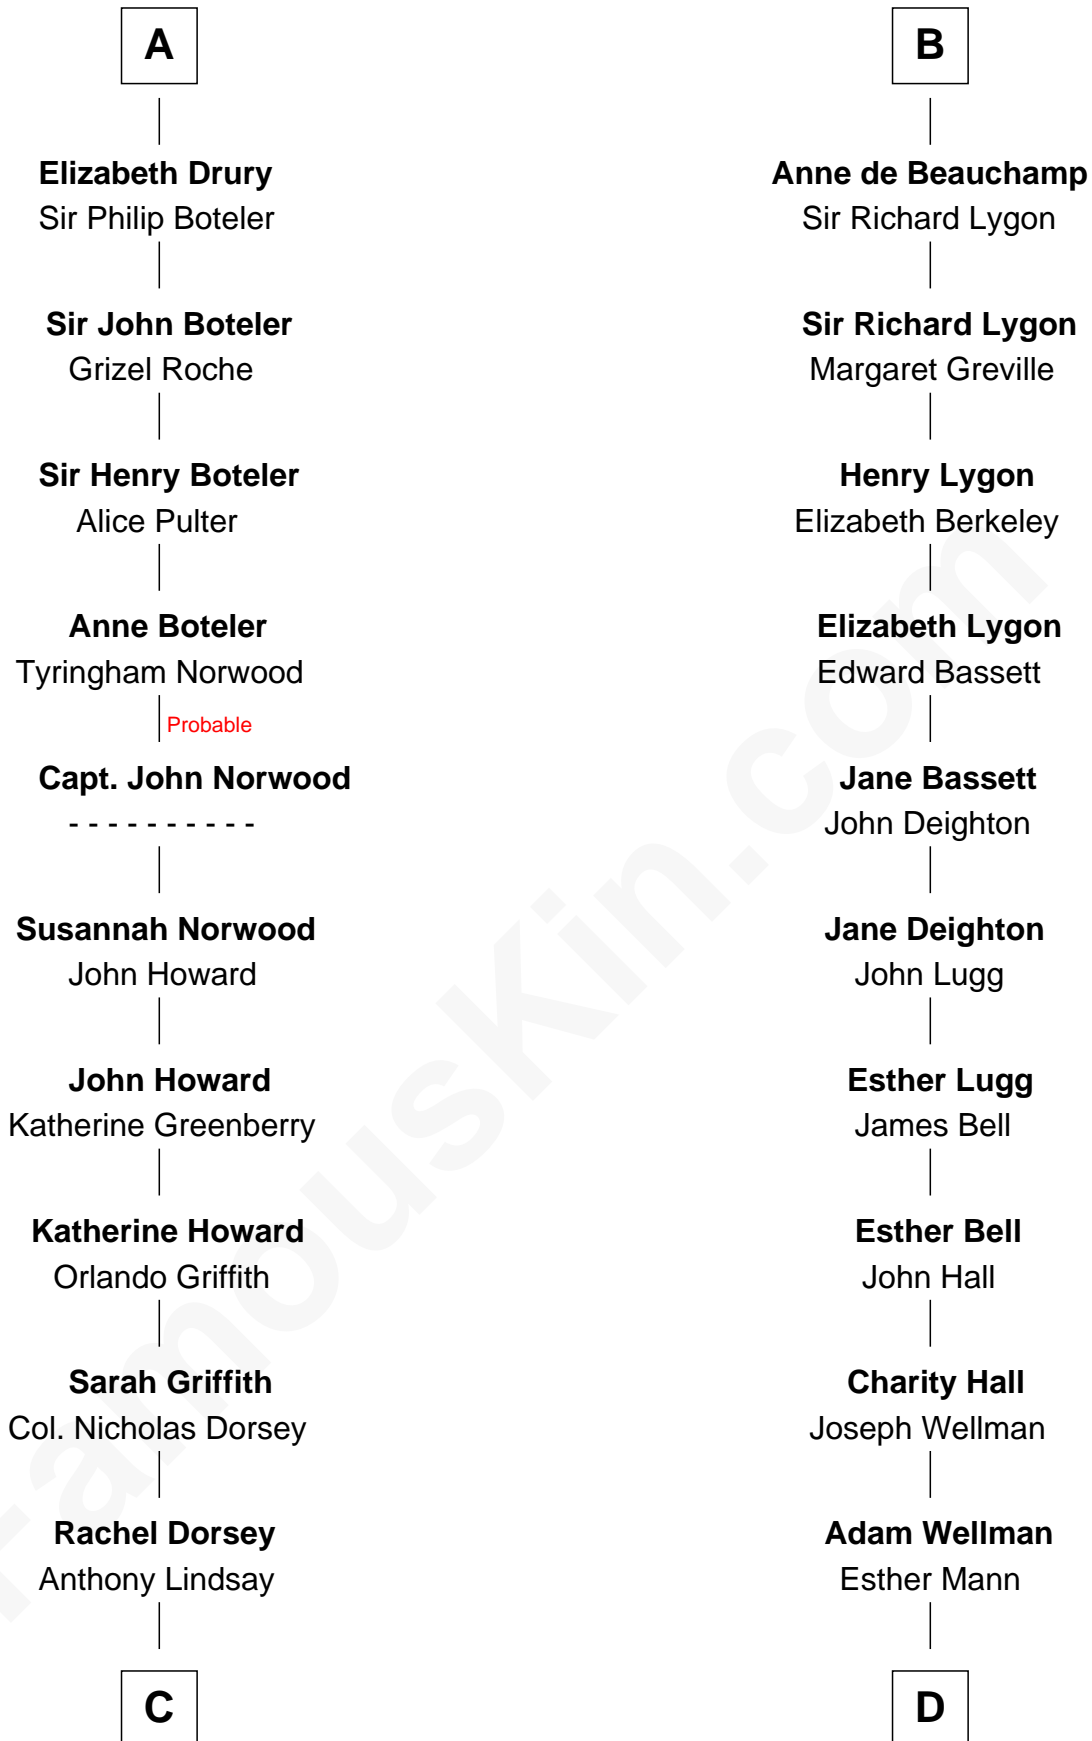 A
Elizabeth Drury
Sir Philip Boteler
Sir John Boteler
Grizel Roche
Sir Henry Boteler
Alice Pulter
Anne Boteler
Tyringham Norwood
Probable
Capt. John Norwood
- - - - - - - - - -
Susannah Norwood
John Howard
John Howard
Katherine Greenberry
Katherine Howard
Orlando Griffith
Sarah Griffith
Col. Nicholas Dorsey
Rachel Dorsey
Anthony Lindsay
C
B
Anne de Beauchamp
Sir Richard Lygon
Sir Richard Lygon
Margaret Greville
Henry Lygon
Elizabeth Berkeley
Elizabeth Lygon
Edward Bassett
Jane Bassett
John Deighton
Jane Deighton
John Lugg
Esther Lugg
James Bell
Esther Bell
John Hall
Charity Hall
Joseph Wellman
Adam Wellman
Esther Mann
D
FamousKin.com